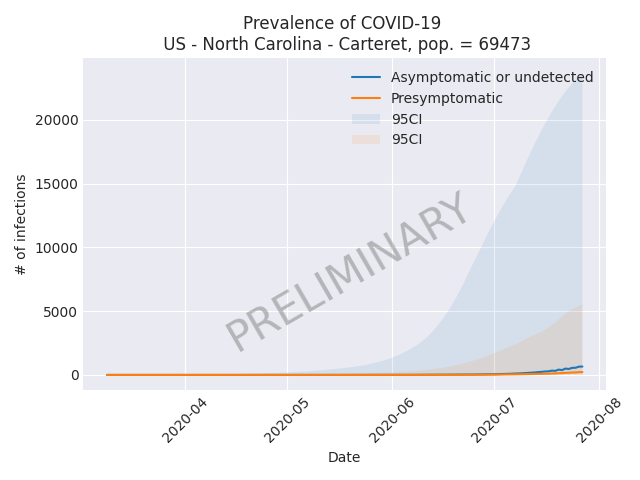 Prevalence of COVID-19
US - North Carolina - Carteret, pop. = 69473
Asymptomatic or undetected
Presymptomatic
95CI
95CI
20000
15000
10000
5000
0
# of infections
PRELIMINARY
2020-04
2020-05
2020-06
2020-07
2020-08
Date